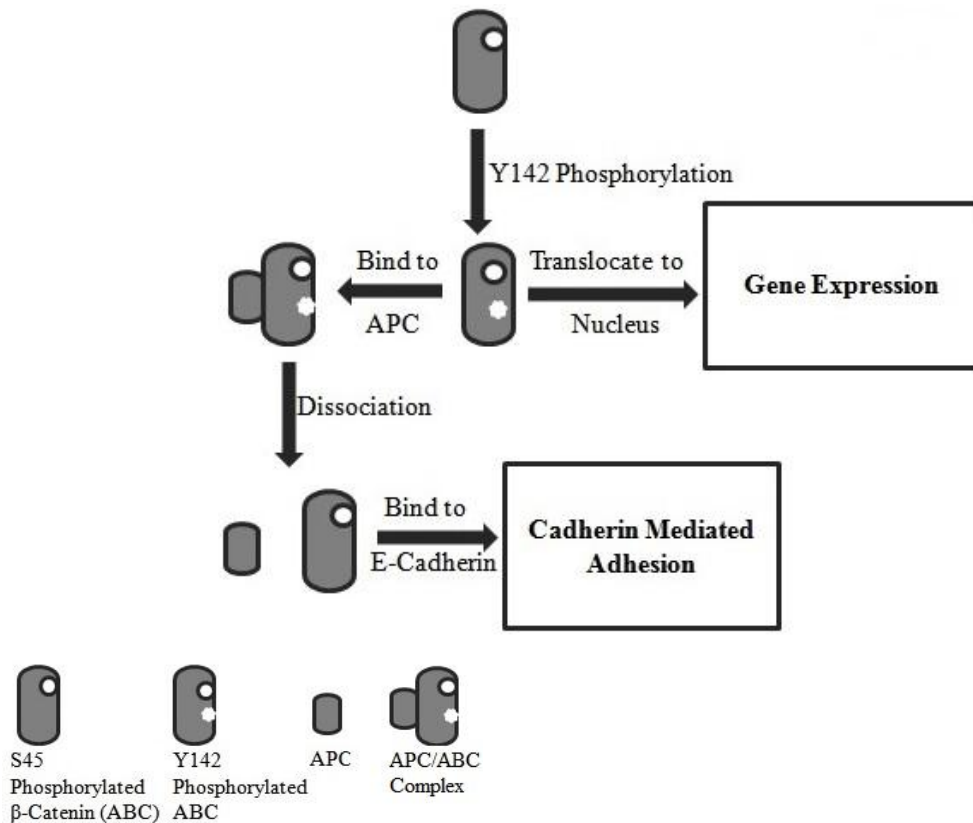 Y142 Phosphorylation
Bind to
APC
Translocate to
Nucleus
Gene Expression
Dissociation
Bind to
E-Cadherin
Cadherin Mediated
Adhesion
S45
Phosphorylated
β-Catenin (ABC)
Y142
Phosphorylated
ABC
APC
APC/ABC
Complex